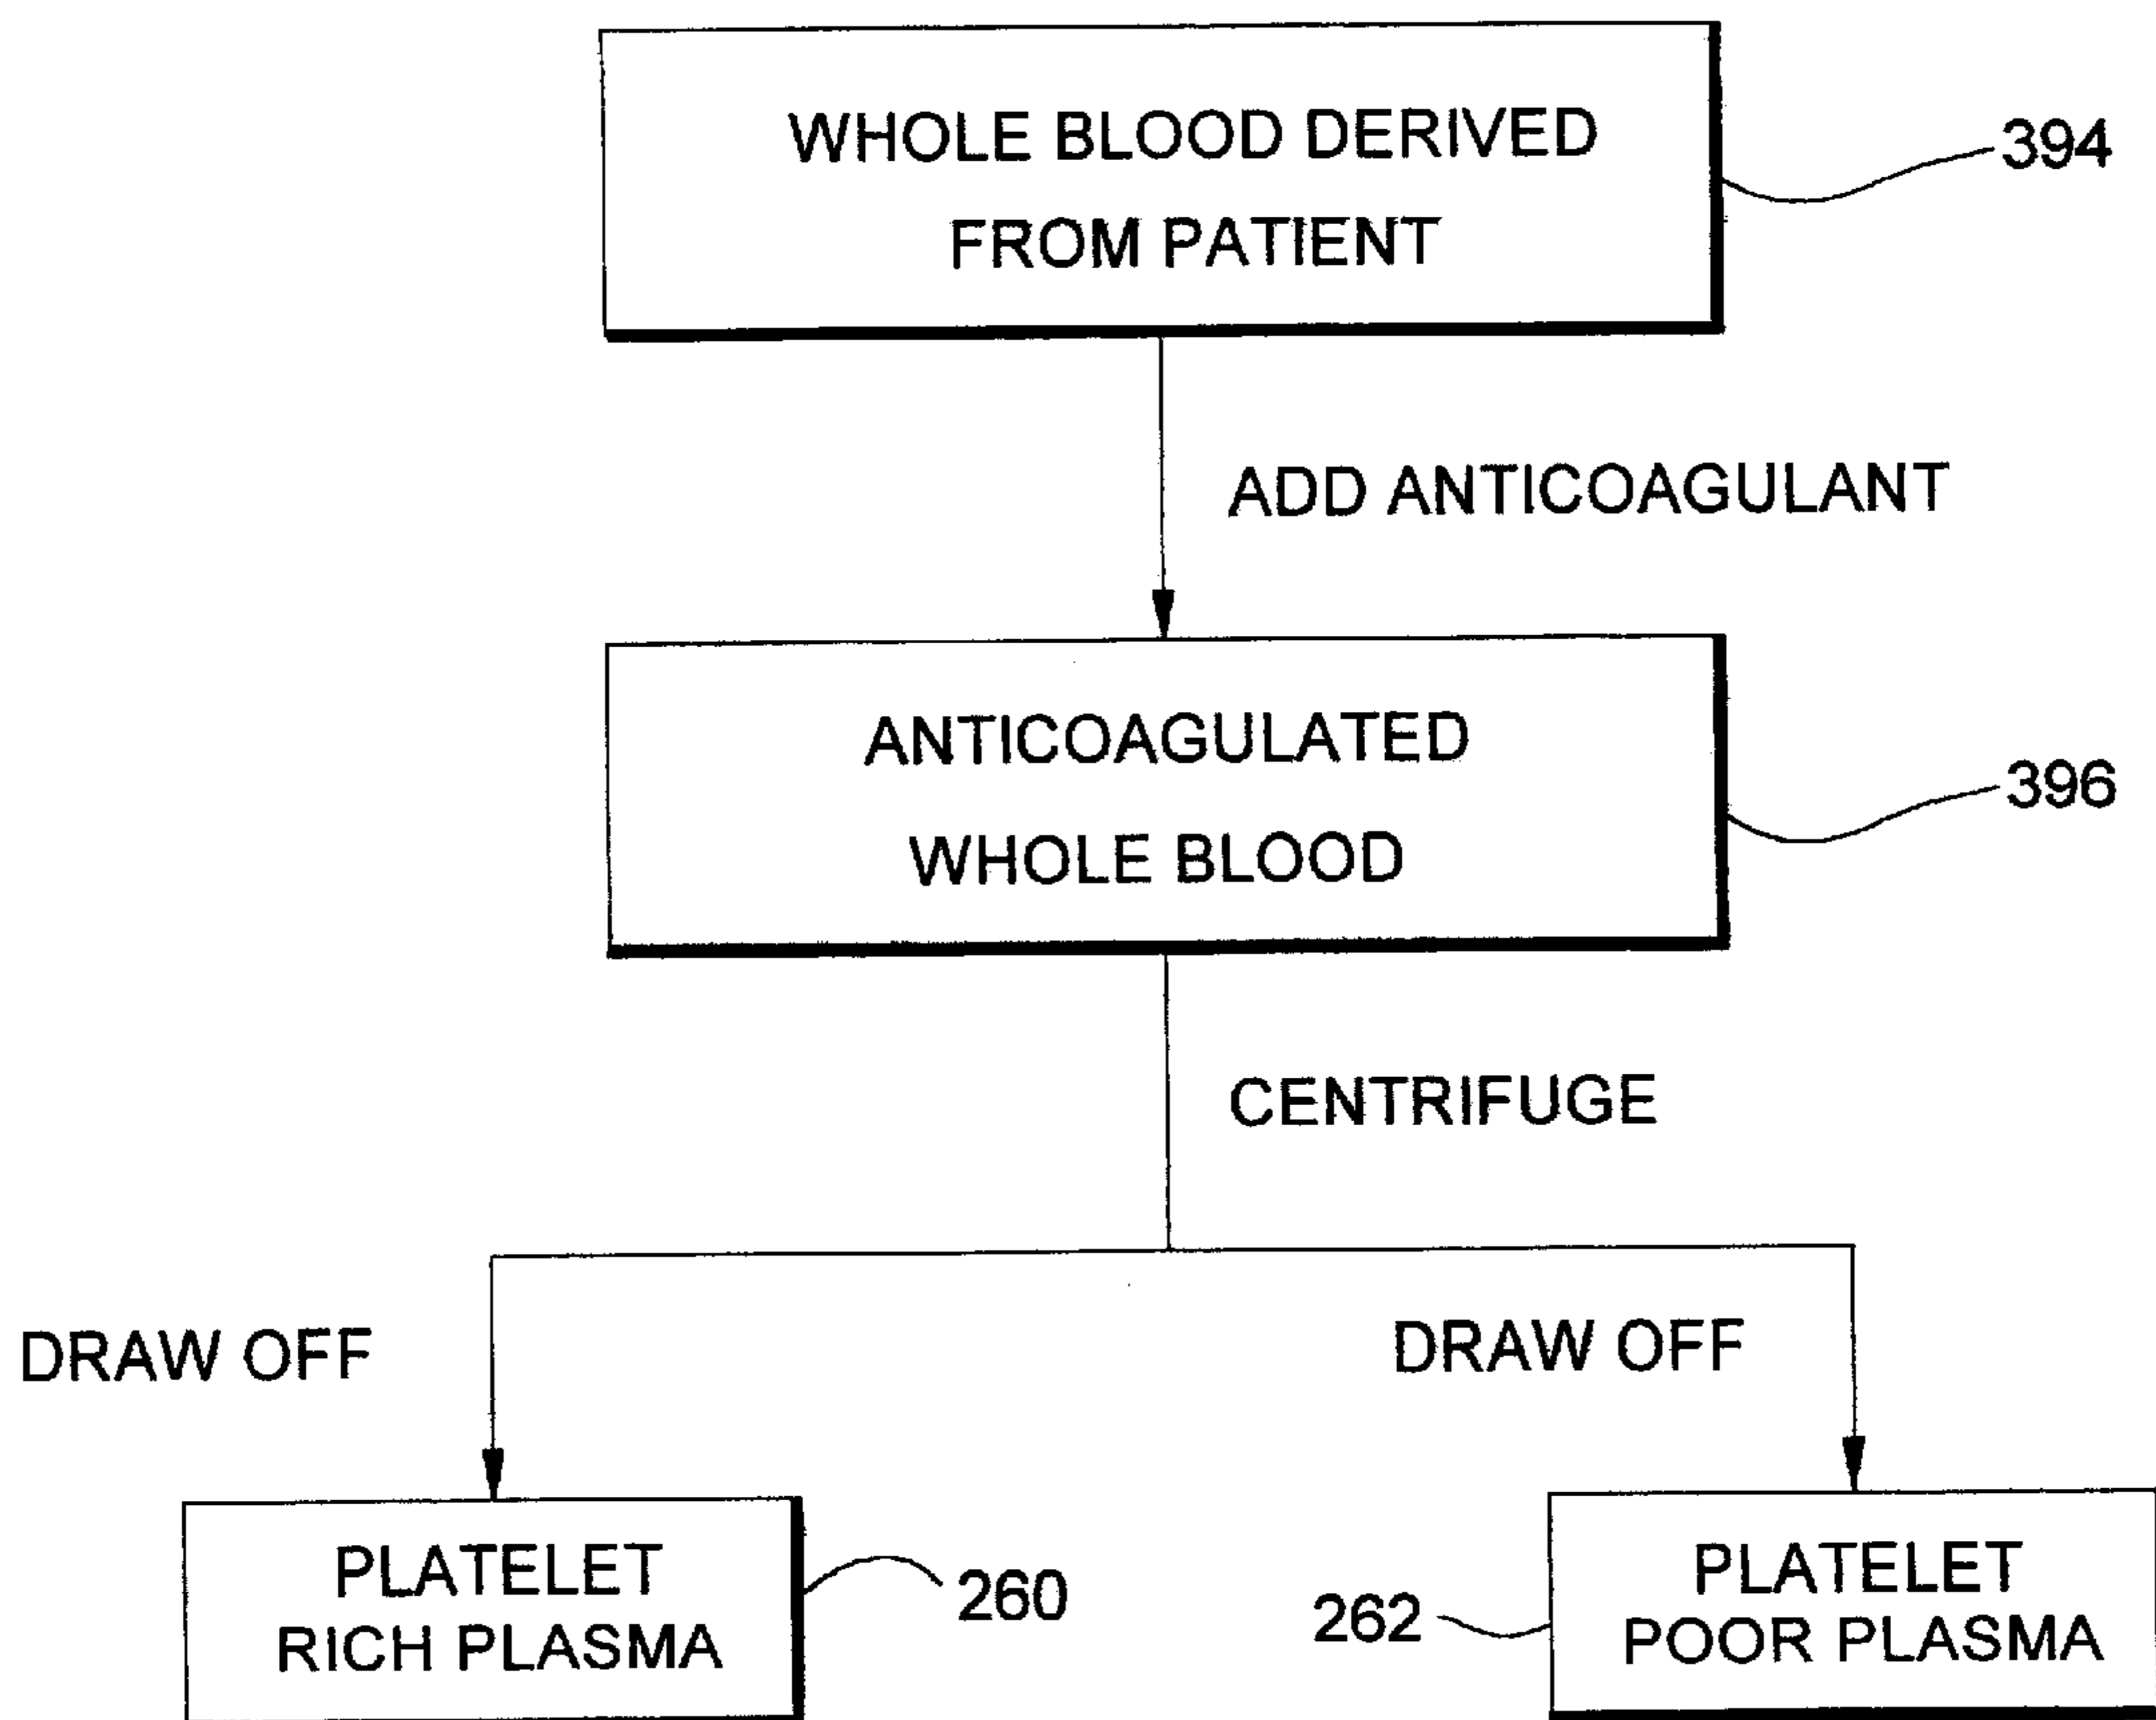 WHOLE BLOOD DERIVED
FROM PATIENT
394
ADD ANTICOAGULANT
ANTICOAGULATED
WHOLE BLOOD
396
CENTRIFUGE
DRAW OFF
DRAW OFF
PLATELET
RICH PLASMA
260
262
PLATELET
POOR PLASMA